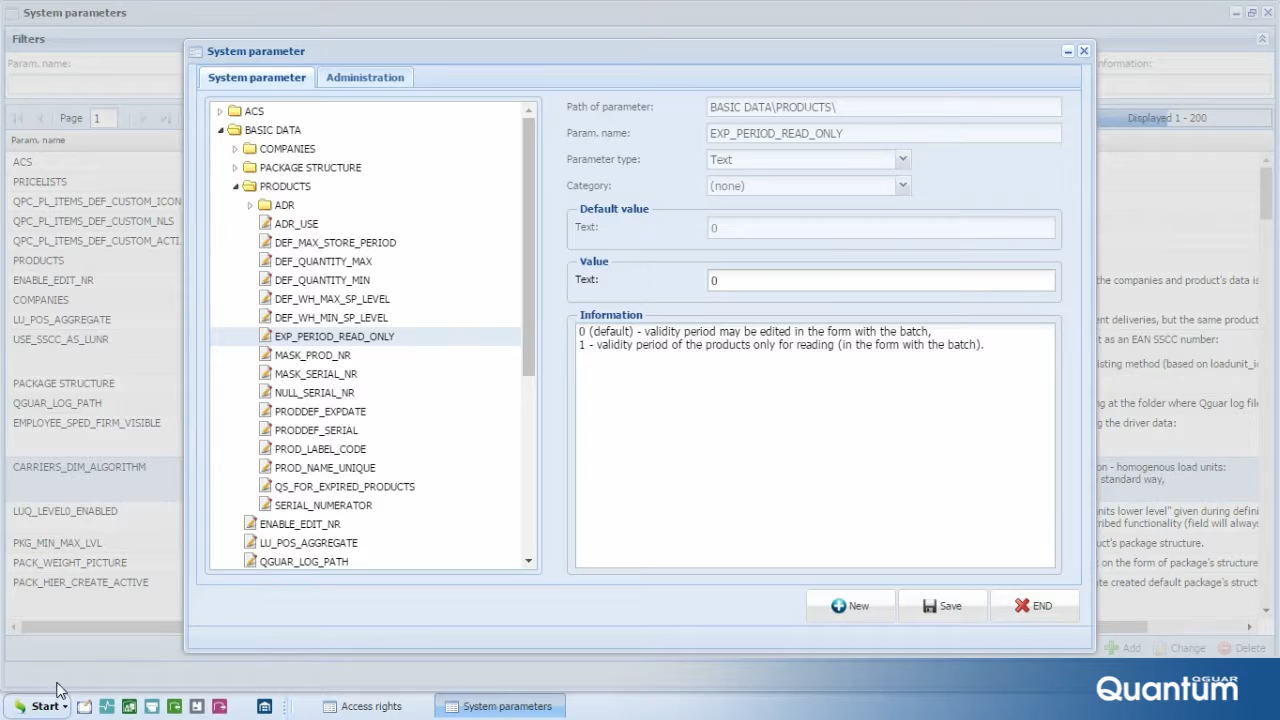 System parameters
Filters
Param. name:
Information:
Page 1
Displayed 1 - 200
Param. name
ACS
PRICELISTS
QPC_PL_ITEMS_DEF_CUSTOM_ICON
QPC_PL_ITEMS_DEF_CUSTOM_NLS
QPC_PL_ITEMS_DEF_CUSTOM_ACTI
PRODUCTS
ENABLE_EDIT_NR
COMPANIES
LU_POS_AGGREGATE
USE_SSCC_AS_LUNR
PACKAGE STRUCTURE
QGUAR_LOG_PATH
EMPLOYEE_SPED_FIRM_VISIBLE
CARRIERS_DIM_ALGORITHM
LUQ_LEVEL0_ENABLED
PKG_MIN_MAX_LVL
PACK_WEIGHT_PICTURE
PACK_HIER_CREATE_ACTIVE
System parameter
System parameter
Administration
ACS
BASIC DATA
COMPANIES
PACKAGE STRUCTURE
PRODUCTS
ADR
ADR_USE
DEF_MAX_STORE_PERIOD
DEF_QUANTITY_MAX
DEF_QUANTITY_MIN
DEF_WH_MAX_SP_LEVEL
DEF_WH_MIN_SP_LEVEL
EXP_PERIOD_READ_ONLY
MASK_PROD_NR
MASK_SERIAL_NR
NULL_SERIAL_NR
PRODDEF_EXPDATE
PRODDEF_SERIAL
PROD_LABEL_CODE
PROD_NAME_UNIQUE
QS_FOR_EXPIRED_PRODUCTS
SERIAL_NUMERATOR
ENABLE_EDIT_NR
LU_POS_AGGREGATE
QGUAR_LOG_PATH
Path of parameter: BASIC DATA\PRODUCTS\
Param. name: EXP_PERIOD_READ_ONLY
Parameter type: Text
Category: (none)
Default value
Text: 0
Value
Text: 0
Information
0 (default) - validity period may be edited in the form with the batch,
1 - validity period of the products only for reading (in the form with the batch).
New
Save
END
the companies and product's data is
ent deliveries, but the same product
t as an EAN SSCC number:
isting method (based on loadunit_i
g at the folder where Qguar log file
ng the driver data:
on - homogenous load units:
standard way,
nits lower level" given during defini
ribed functionality (field will always
uct's package structure.
on the form of package's structure
te created default package's struct
Add
Change
Delete
QGUAR
Quantum
Start
Access rights
System parameters